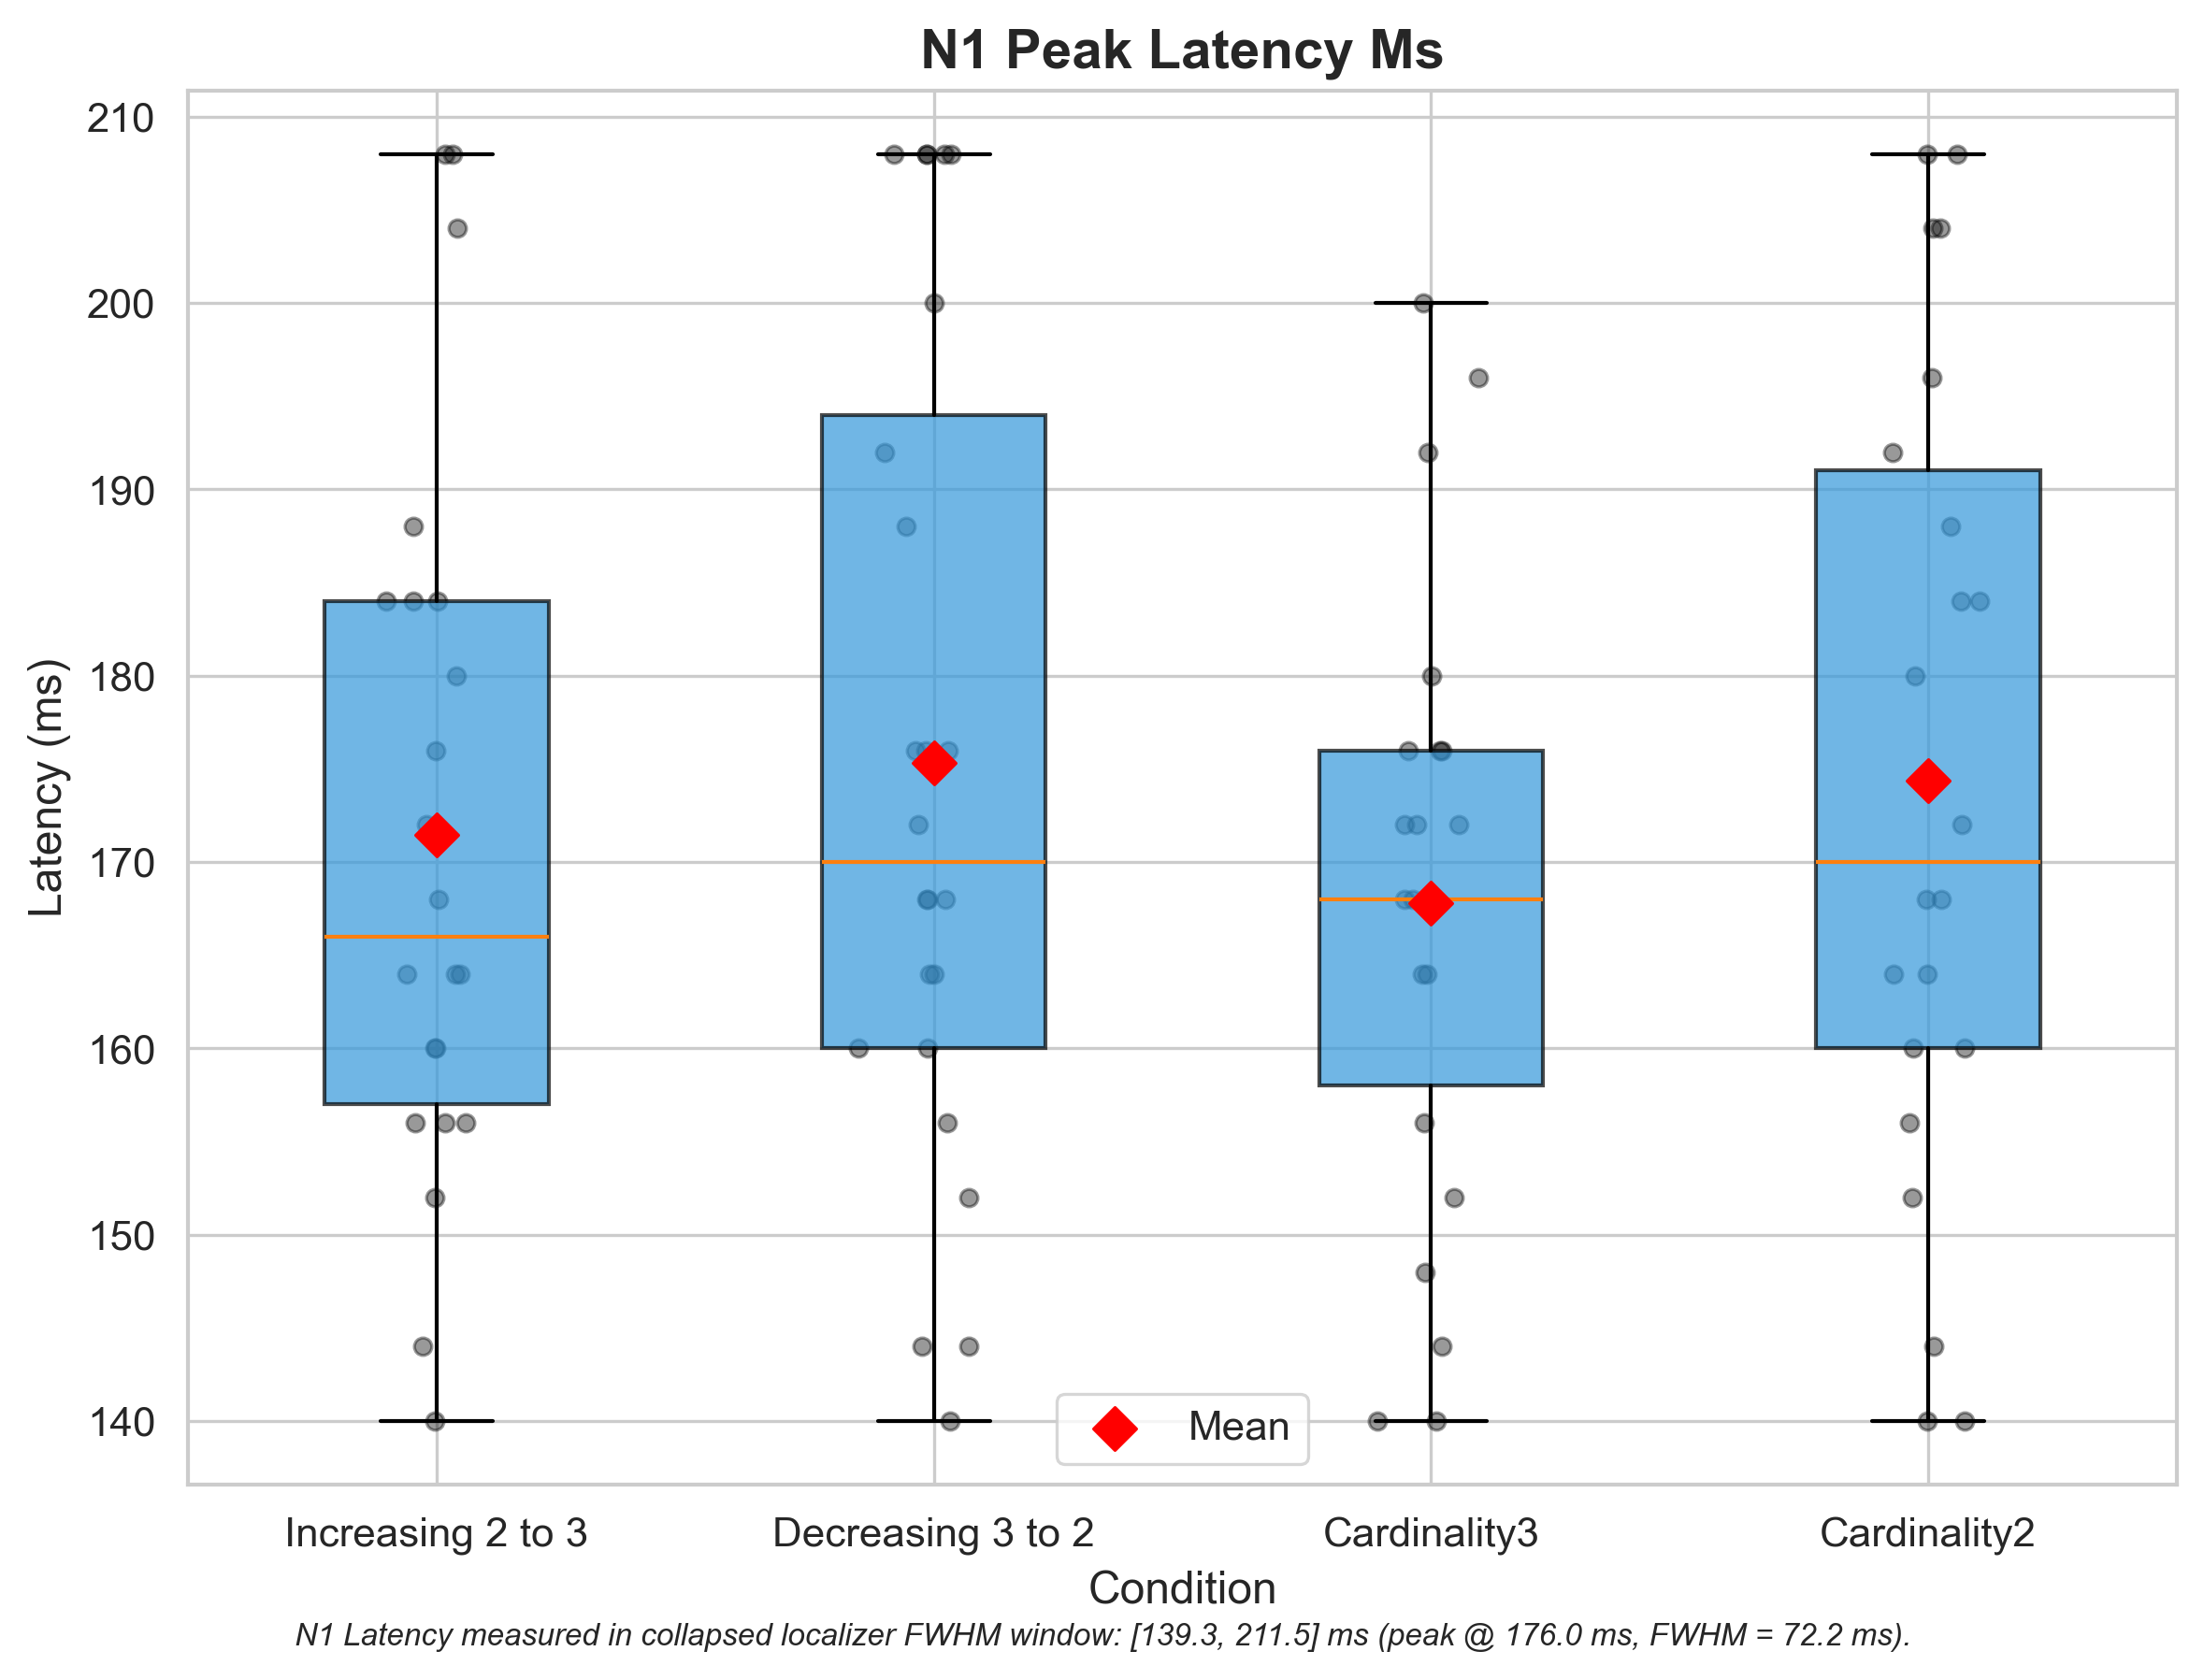 N1 Peak Latency Ms
210
200
190
180
170
160
150
140
Latency (ms)
Mean
Increasing 2 to 3
Decreasing 3 to 2
Cardinality3
Cardinality2
Condition
N1 Latency measured in collapsed localizer FWHM window: [139.3, 211.5] ms (peak @ 176.0 ms, FWHM = 72.2 ms).